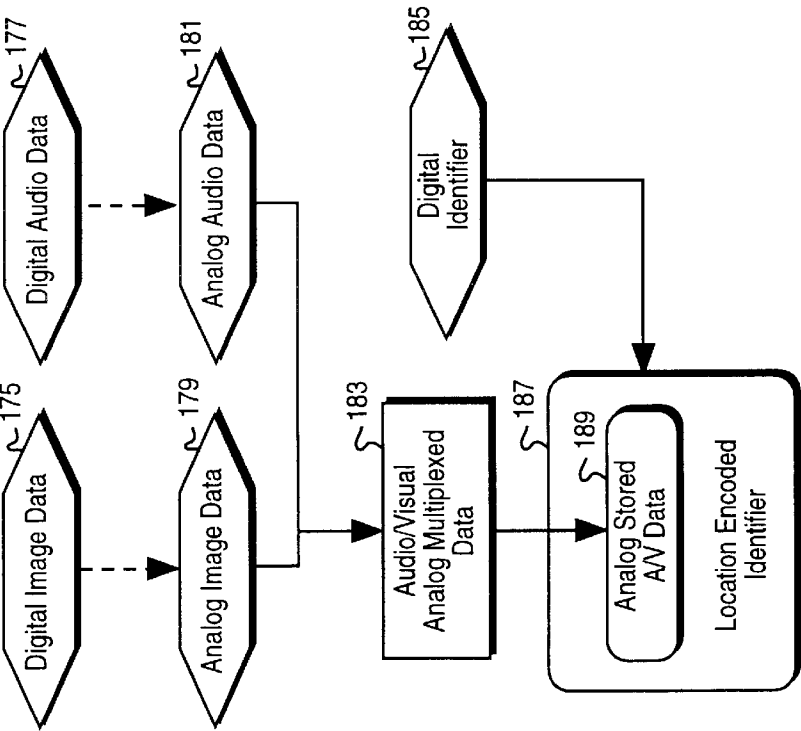 175
Digital Image Data
177
Digital Audio Data
179
Analog Image Data
181
Analog Audio Data
183
Audio/Visual
Analog Multiplexed
Data
185
Digital
Identifier
187
189
Analog Stored
A/V Data
Location Encoded
Identifier